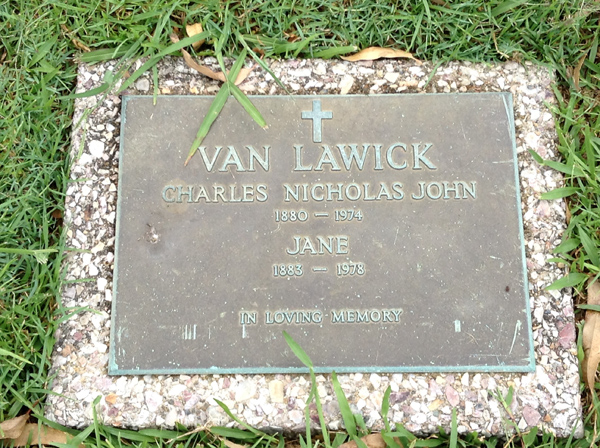 VAN LAWICK
CHARLES NICHOLAS JOHN
1880 — 1974
JANE
1883 — 1978
IN LOVING MEMORY